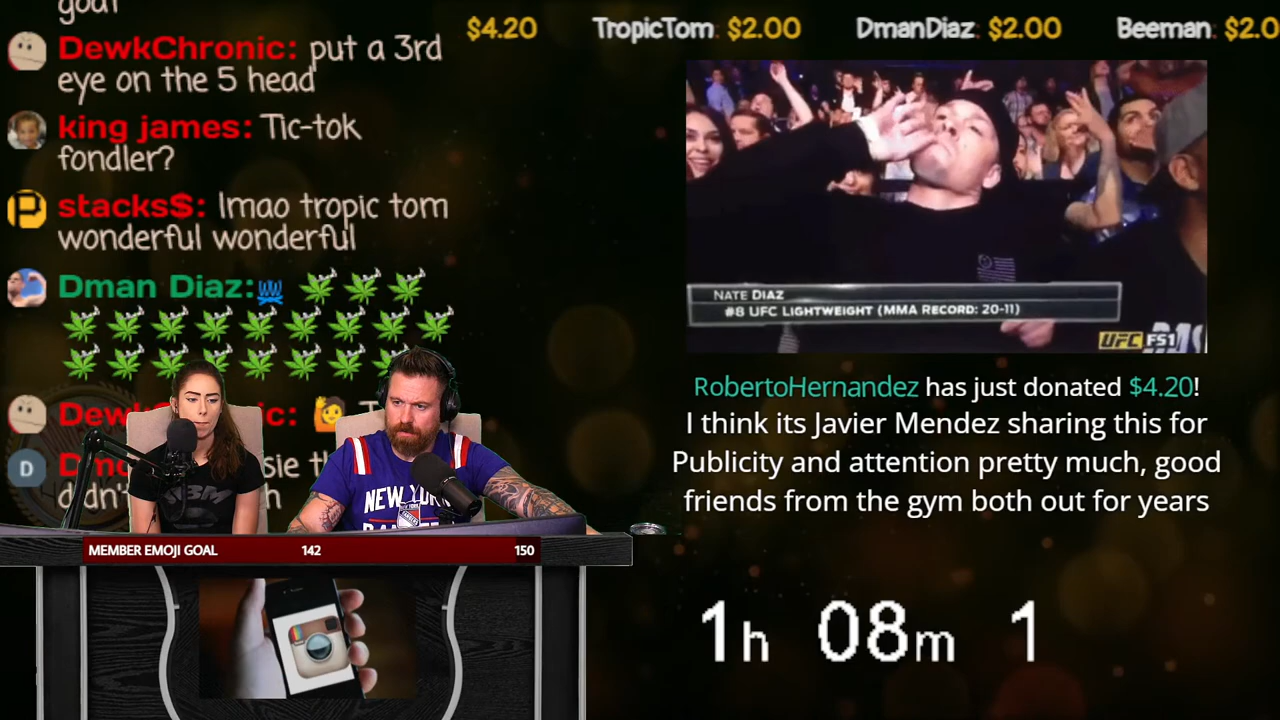 goal
DewkChronic: put a 3rd
eye on the 5 head
king james: Tic-tok
fondler?
stacks$: lmao tropic tom
wonderful wonderful
Dman Diaz:
D
didn't
MEMBER EMOJI GOAL 142 150
NEW YORK
$4.20 TropicTom: $2.00 DmanDiaz: $2.00 Beeman: $2.0
NATE DIAZ
#8 UFC LIGHTWEIGHT (MMA RECORD: 20-11)
UFC FS1
RobertoHernandez has just donated $4.20!
I think its Javier Mendez sharing this for
Publicity and attention pretty much, good
friends from the gym both out for years
1h 08m 1